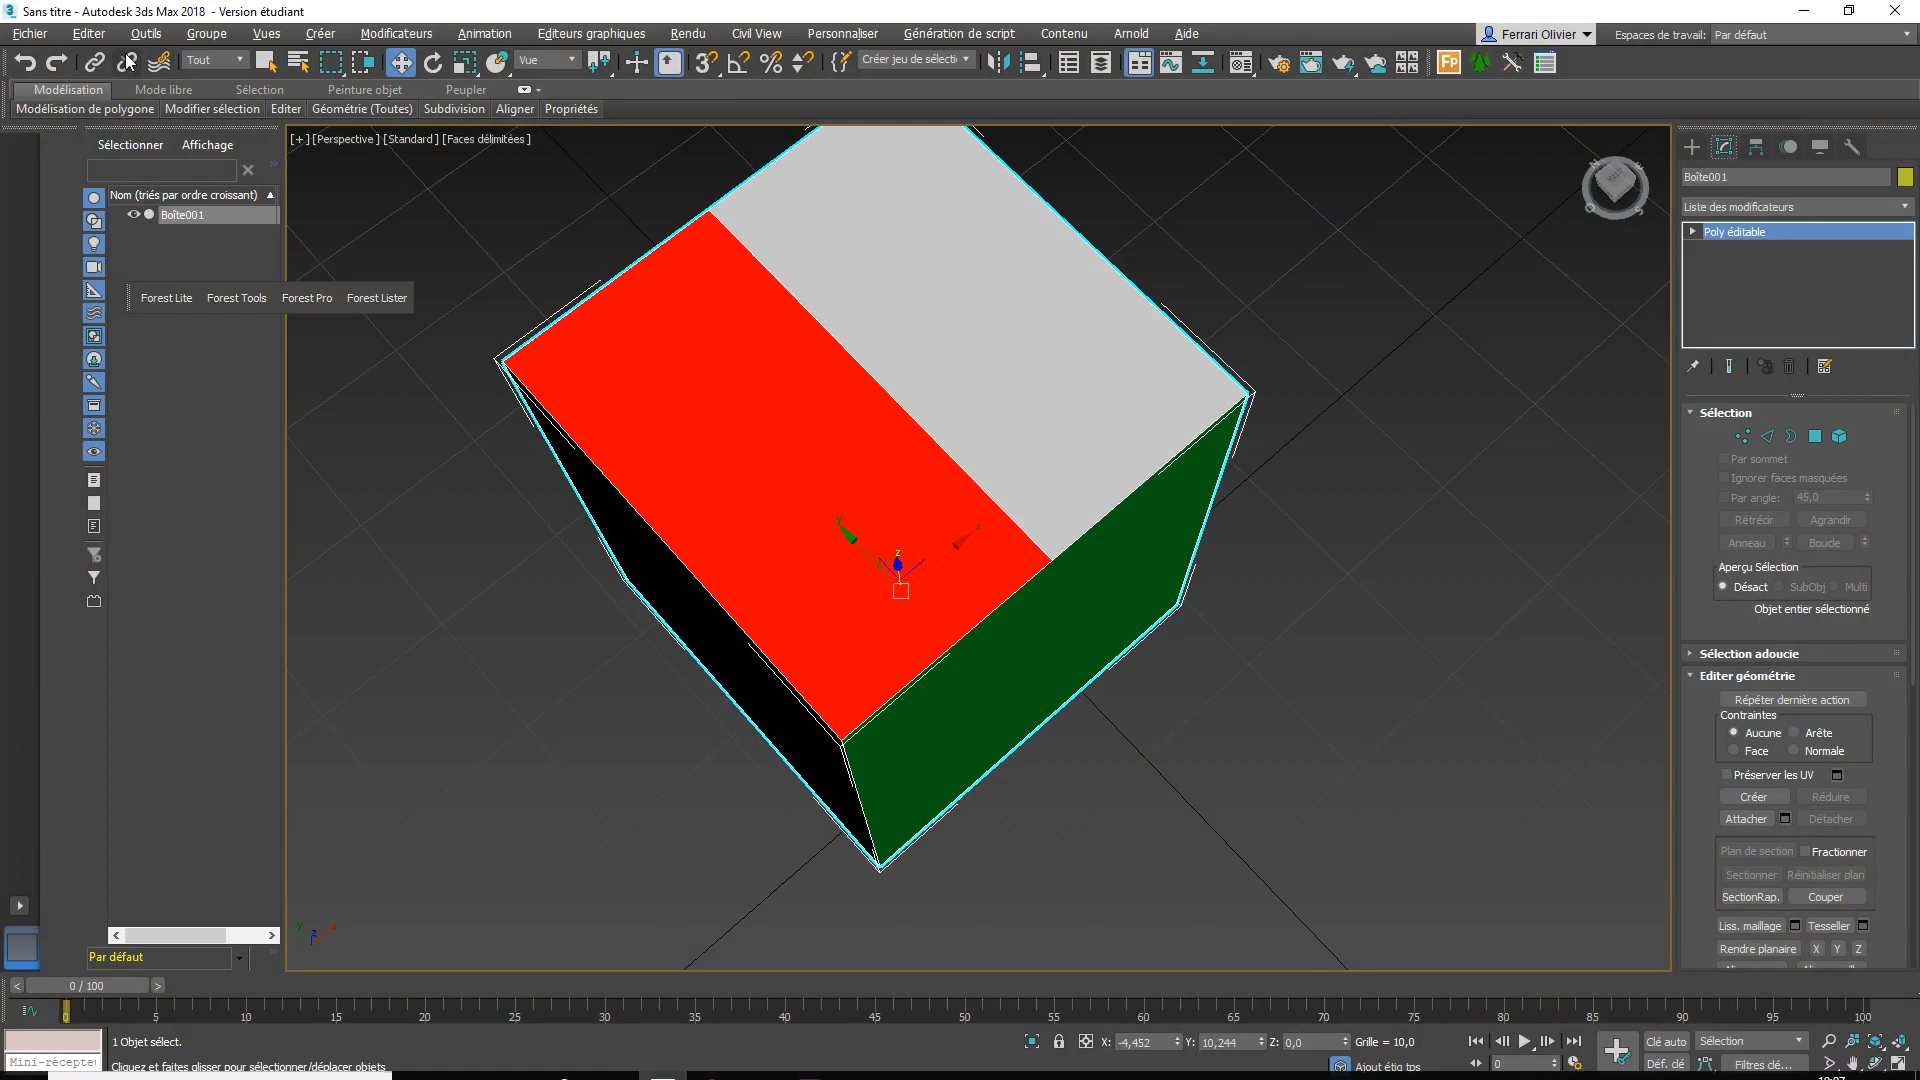 Sans titre - Autodesk 3ds Max 2018 - Version étudiant
Fichier Editer Outils Groupe Vues Créer Modificateurs Animation Editeurs graphiques Rendu Civil View Personnaliser Génération de script Contenu Arnold Aide Ferrari Olivier Espaces de travail: Par défaut
Tout Vue Créer jeu de sélecti
Modélisation Mode libre Sélection Peinture objet Peupler
Modélisation de polygone Modifier sélection Editer Géométrie (Toutes) Subdivision Aligner Propriétés
Sélectionner Affichage
Nom (triés par ordre croissant)
Boîte001
Forest Lite Forest Tools Forest Pro Forest Lister
Par défaut
[+] [Perspective ] [Standard ] [Faces délimitées ]
Boîte001
Liste des modificateurs
Poly éditable
Sélection
Par sommet
Ignorer faces masquées
Par angle: 45,0
Rétrécir Agrandir
Anneau Boucle
Aperçu Sélection
Désact SubObj Multi
Objet entier sélectionné
Sélection adoucie
Editer géométrie
Répéter dernière action
Contraintes
Aucune Arête
Face Normale
Préserver les UV
Créer Réduire
Attacher Détacher
Plan de section Fractionner
Sectionner Réinitialiser plan
SectionRap. Couper
Liss. maillage Tesseller
Rendre planaire X Y Z
0 / 100
0 5 10 15 20 25 30 35 40 45 50 55 60 65 70 75 80 85 90 95 100
1 Objet sélect. X: -4,452 Y: 10,244 Z: 0,0 Grille = 10,0 Clé auto Sélection
Mini-récepteu Cliquez et faites glisser pour sélectionner/déplacer objets Ajout étiq tps 0 Déf. clé Filtres clé...